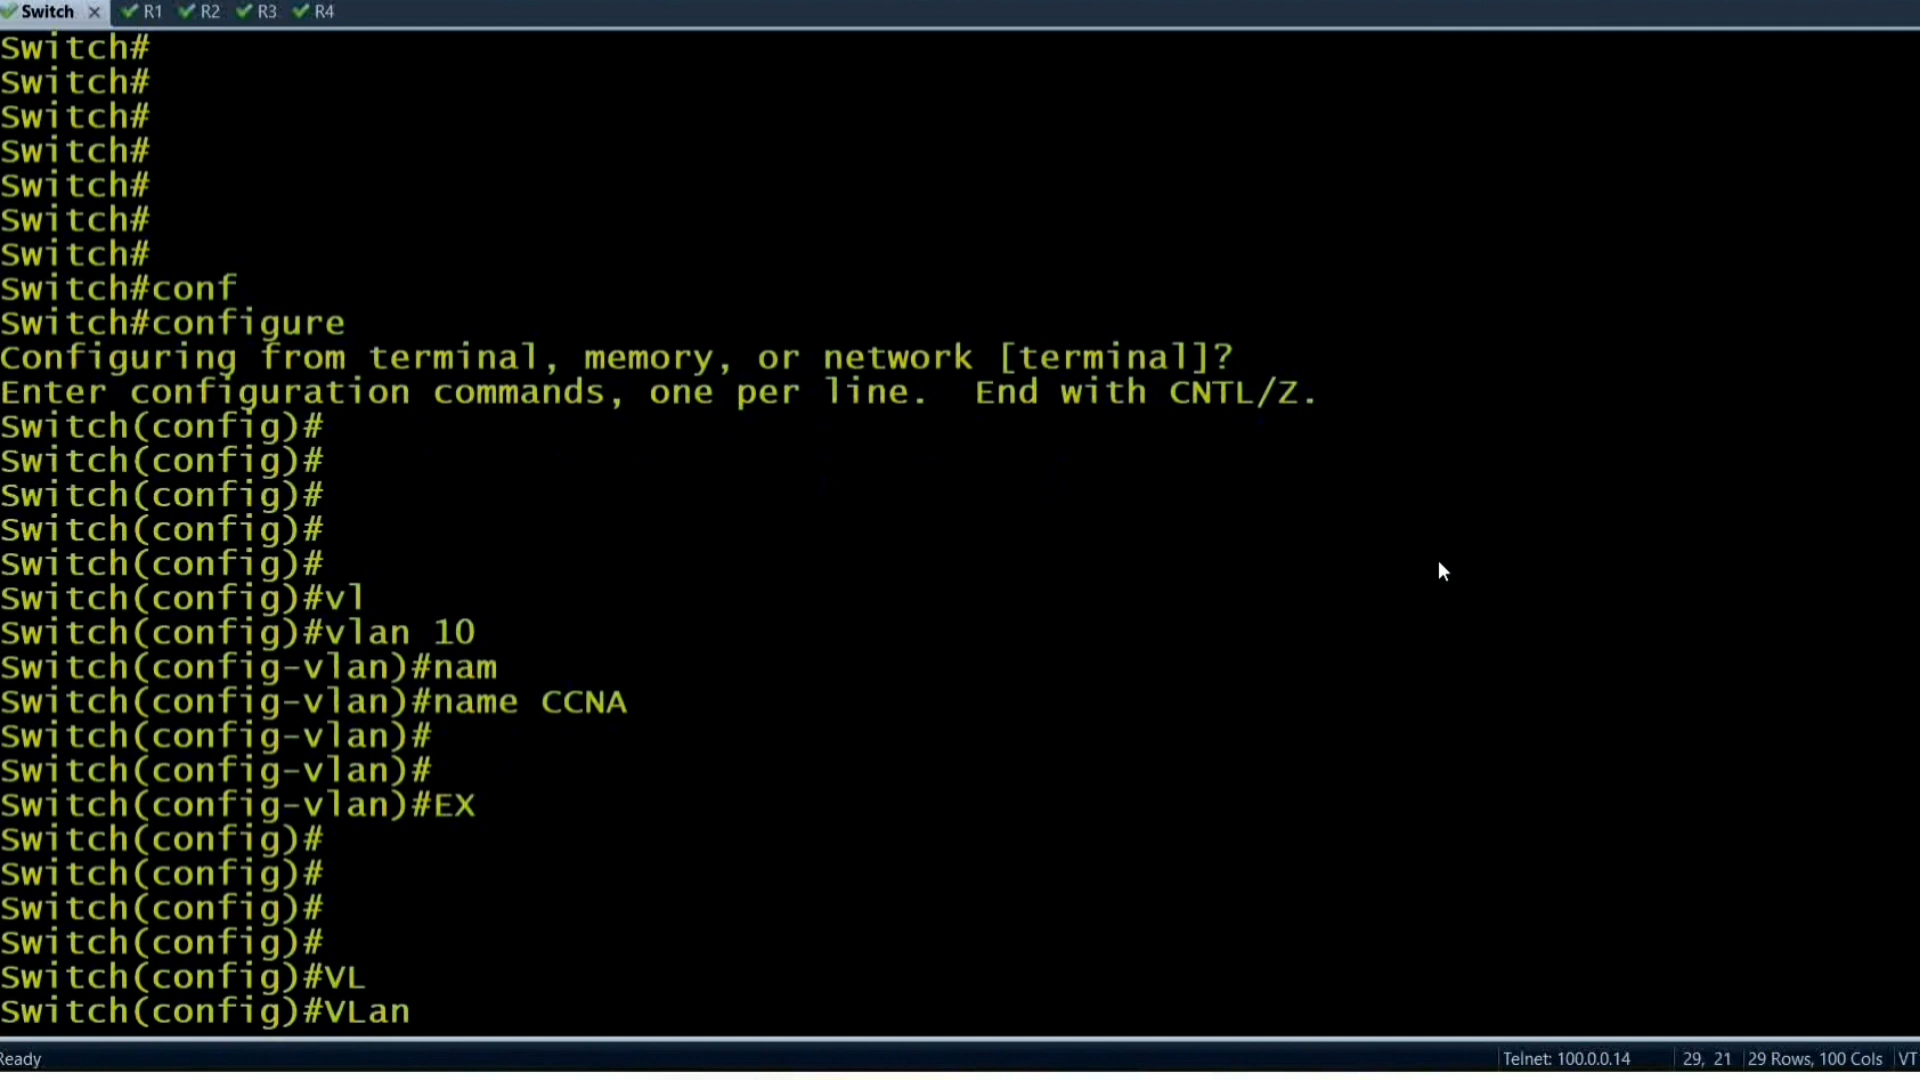 Switch × R1 R2 R3 R4
Switch#
Switch#
Switch#
Switch#
Switch#
Switch#
Switch#
Switch#conf
Switch#configure
Configuring from terminal, memory, or network [terminal]?
Enter configuration commands, one per line.  End with CNTL/Z.
Switch(config)#
Switch(config)#
Switch(config)#
Switch(config)#
Switch(config)#
Switch(config)#vl
Switch(config)#vlan 10
Switch(config-vlan)#nam
Switch(config-vlan)#name CCNA
Switch(config-vlan)#
Switch(config-vlan)#
Switch(config-vlan)#EX
Switch(config)#
Switch(config)#
Switch(config)#
Switch(config)#
Switch(config)#VL
Switch(config)#VLan
Ready Telnet: 100.0.0.14 29, 21 29 Rows, 100 Cols VT